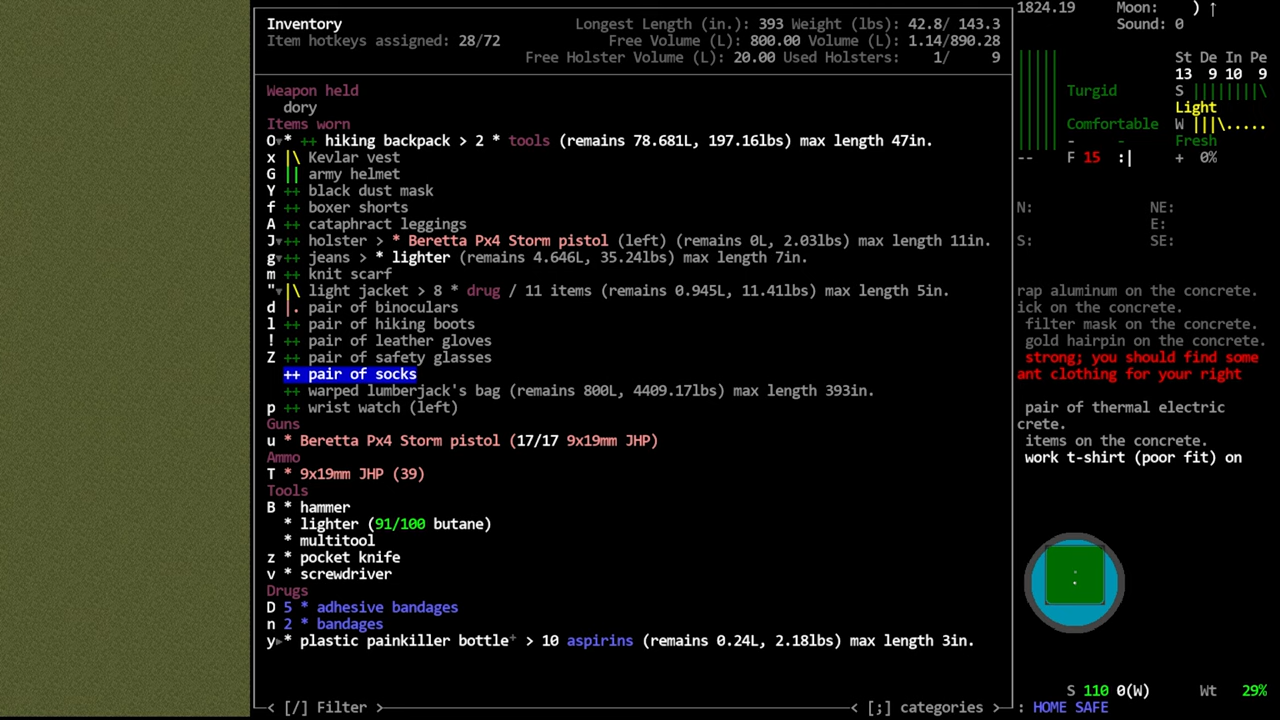 Inventory
Item hotkeys assigned: 28/72
Longest Length (in.): 393 Weight (lbs): 42.8/ 143.3
Free Volume (L): 800.00 Volume (L): 1.14/890.28
Free Holster Volume (L): 20.00 Used Holsters: 1/ 9
Weapon held
dory
Items worn
O * ++ hiking backpack > 2 * tools (remains 78.681L, 197.16lbs) max length 47in.
x |\ Kevlar vest
G || army helmet
Y ++ black dust mask
f ++ boxer shorts
A ++ cataphract leggings
J ++ holster > * Beretta Px4 Storm pistol (left) (remains 0L, 2.03lbs) max length 11in.
g ++ jeans > * lighter (remains 4.646L, 35.24lbs) max length 7in.
m ++ knit scarf
" |\ light jacket > 8 * drug / 11 items (remains 0.945L, 11.41lbs) max length 5in.
d |. pair of binoculars
l ++ pair of hiking boots
! ++ pair of leather gloves
Z ++ pair of safety glasses
++ pair of socks
++ warped lumberjack's bag (remains 800L, 4409.17lbs) max length 393in.
p ++ wrist watch (left)
Guns
u * Beretta Px4 Storm pistol (17/17 9x19mm JHP)
Ammo
T * 9x19mm JHP (39)
Tools
B * hammer
* lighter (91/100 butane)
* multitool
z * pocket knife
v * screwdriver
Drugs
D 5 * adhesive bandages
n 2 * bandages
y * plastic painkiller bottle+ > 10 aspirins (remains 0.24L, 2.18lbs) max length 3in.
< [/] Filter >
< [;] categories >
1824.19 Moon: ) ↑
Sound: 0
St De In Pe
13 9 10 9
Turgid S ||||||||\
Light
Comfortable W |||\.....
- - Fresh
-- F 15 :| + 0%
N: NE:
E:
S: SE:
rap aluminum on the concrete.
ick on the concrete.
filter mask on the concrete.
gold hairpin on the concrete.
strong; you should find some
ant clothing for your right
pair of thermal electric
crete.
items on the concrete.
work t-shirt (poor fit) on
S 110 0(W) Wt 29%
: HOME SAFE